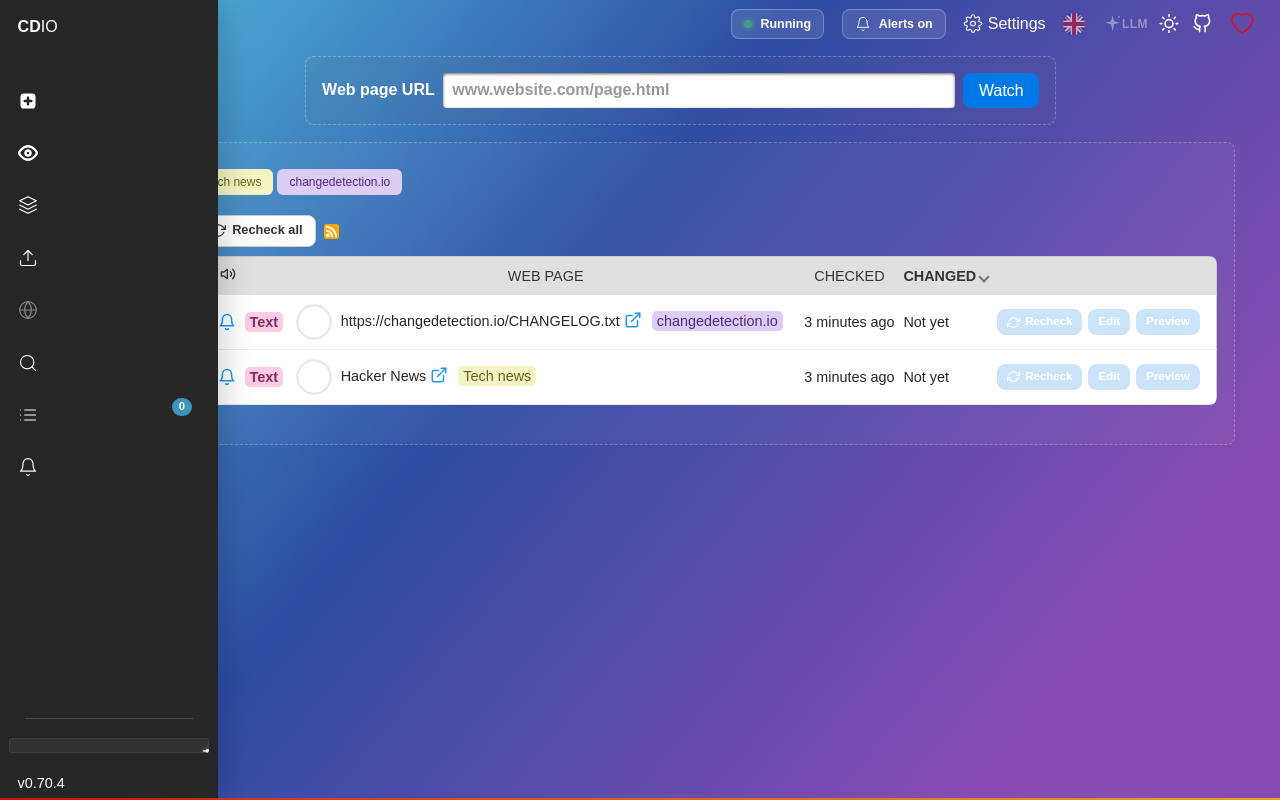 CDIO
Running
Alerts on
Settings
LLM
Web page URL
www.website.com/page.html
Watch
ch news
changedetection.io
Recheck all
WEB PAGE
CHECKED
CHANGED
Text
https://changedetection.io/CHANGELOG.txt
changedetection.io
3 minutes ago
Not yet
Recheck
Edit
Preview
Text
Hacker News
Tech news
3 minutes ago
Not yet
Recheck
Edit
Preview
0
v0.70.4